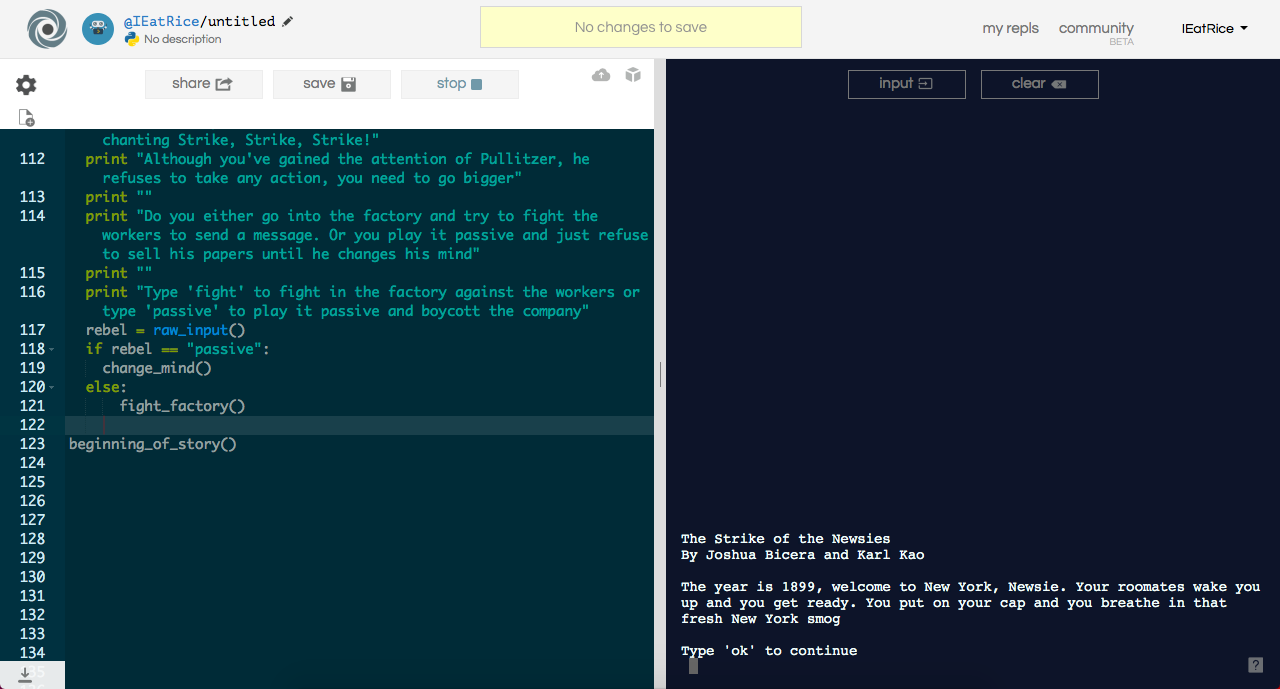 @IEatRice/untitled
No description
No changes to save
my repls
community
BETA
IEatRice
share
save
stop
input
clear
chanting Strike, Strike, Strike!"
112 print "Although you've gained the attention of Pullitzer, he
refuses to take any action, you need to go bigger"
113 print ""
114 print "Do you either go into the factory and try to fight the
workers to send a message. Or you play it passive and just refuse
to sell his papers until he changes his mind"
115 print ""
116 print "Type 'fight' to fight in the factory against the workers or
type 'passive' to play it passive and boycott the company"
117 rebel = raw_input()
118 if rebel == "passive":
119 change_mind()
120 else:
121 fight_factory()
122
123 beginning_of_story()
124
125
126
127
128
129
130
131
132
133
134
135
The Strike of the Newsies
By Joshua Bicera and Karl Kao
The year is 1899, welcome to New York, Newsie. Your roomates wake you
up and you get ready. You put on your cap and you breathe in that
fresh New York smog
Type 'ok' to continue
?